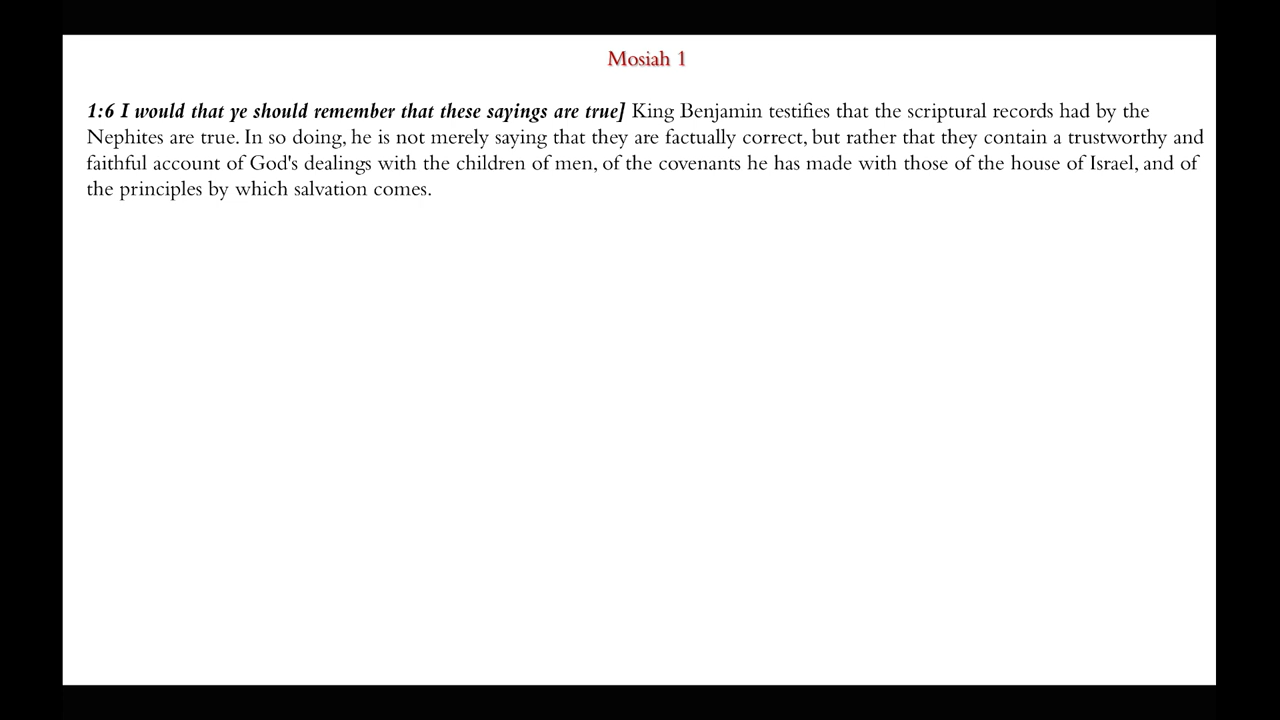 Mosiah 1
1:6 I would that ye should remember that these sayings are true] King Benjamin testifies that the scriptural records had by the
Nephites are true. In so doing, he is not merely saying that they are factually correct, but rather that they contain a trustworthy and
faithful account of God's dealings with the children of men, of the covenants he has made with those of the house of Israel, and of
the principles by which salvation comes.